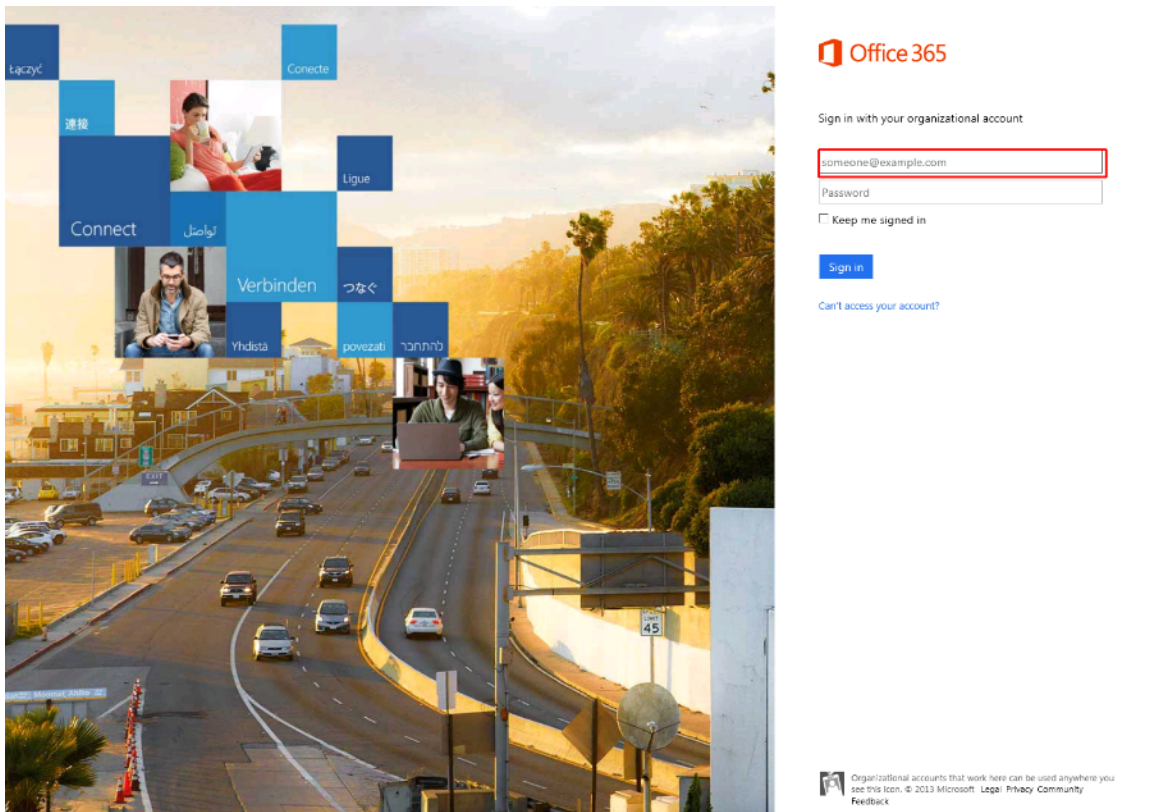 Łączyć
Conecte
連接
Ligue
Connect
تواصل
Verbinden
つなぐ
Yhdistä
povezati
להתחבר
EXIT
LIMIT
45
Office 365
Sign in with your organizational account
someone@example.com
Password
Keep me signed in
Sign in
Can't access your account?
Organizational accounts that work here can be used anywhere you
see this icon. © 2013 Microsoft Legal Privacy Community
Feedback